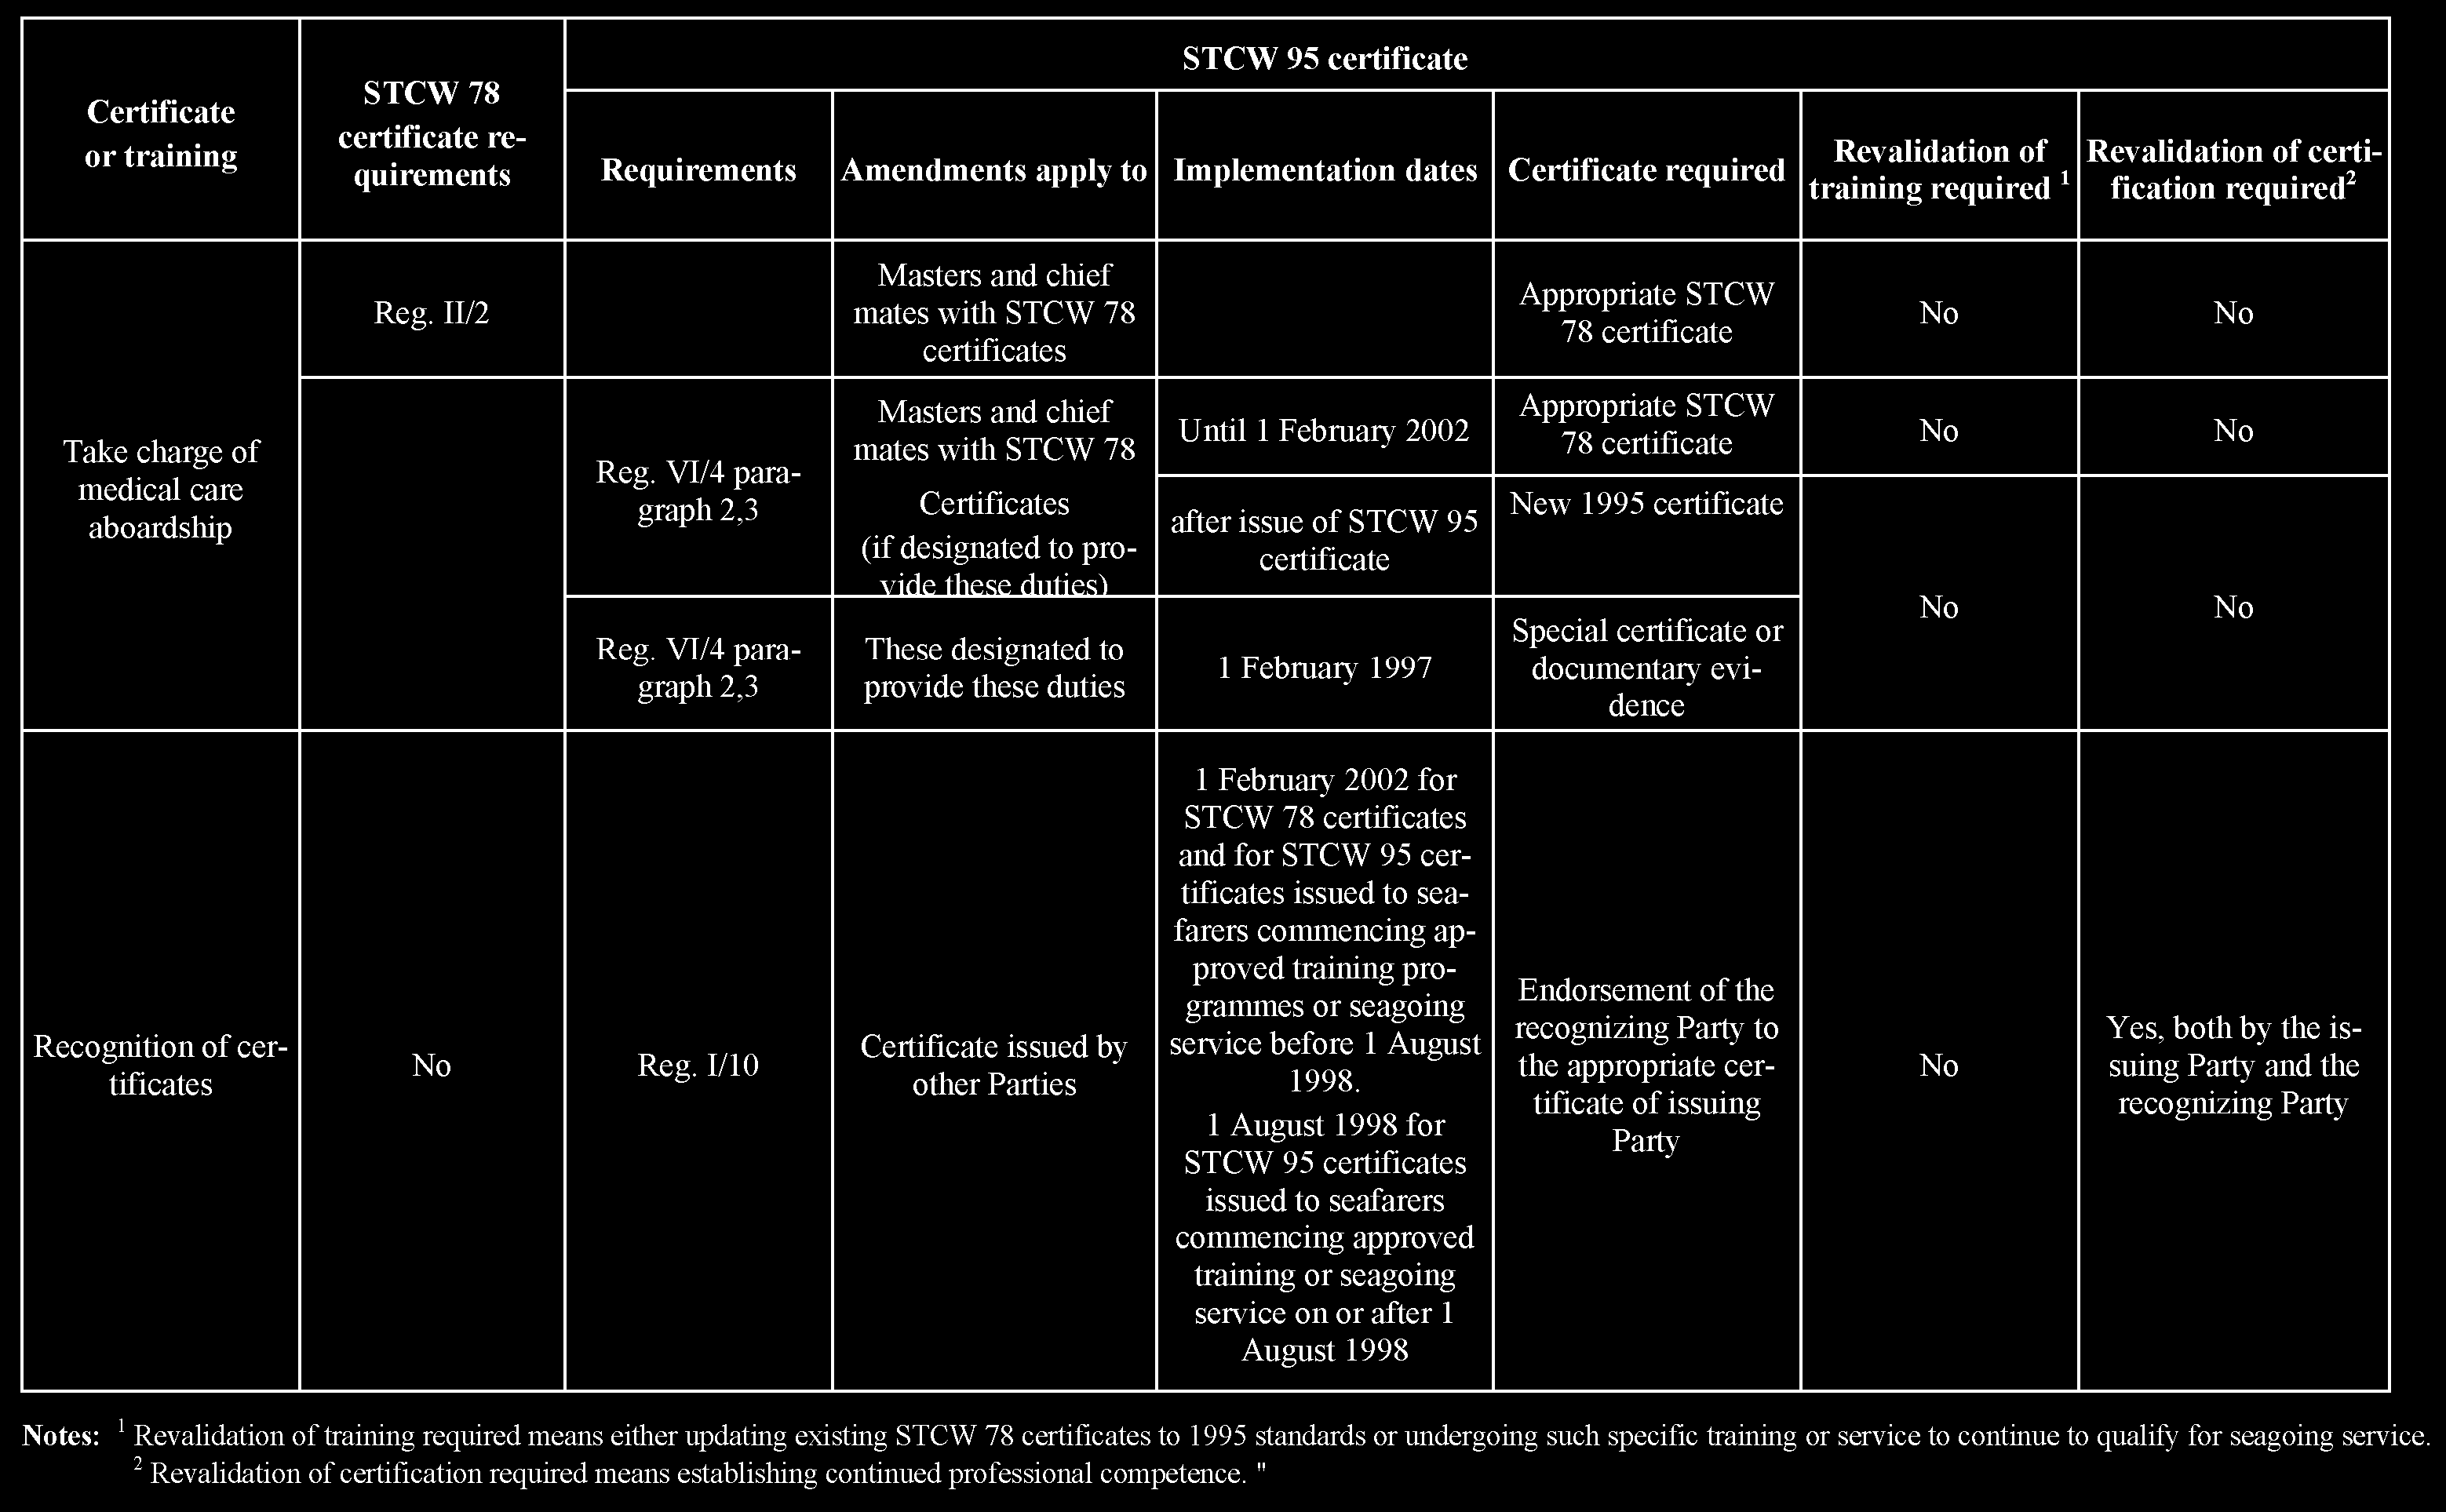 Certificate
or training
STCW 78
certificate re-
quirements
STCW 95 certificate
Requirements
Amendments apply to
Implementation dates
Certificate required
Revalidation of
training required 1
Revalidation of certi-
fication required2
Take charge of
medical care
aboardship
Reg. II/2
Masters and chief
mates with STCW 78
certificates
Appropriate STCW
78 certificate
No
No
Reg. VI/4 para-
graph 2,3
Masters and chief
mates with STCW 78
Certificates
(if designated to pro-
vide these duties)
Until 1 February 2002
Appropriate STCW
78 certificate
No
No
after issue of STCW 95
certificate
New 1995 certificate
No
No
Reg. VI/4 para-
graph 2,3
These designated to
provide these duties
1 February 1997
Special certificate or
documentary evi-
dence
Recognition of cer-
tificates
No
Reg. I/10
Certificate issued by
other Parties
1 February 2002 for
STCW 78 certificates
and for STCW 95 cer-
tificates issued to sea-
farers commencing ap-
proved training pro-
grammes or seagoing
service before 1 August
1998.
1 August 1998 for
STCW 95 certificates
issued to seafarers
commencing approved
training or seagoing
service on or after 1
August 1998
Endorsement of the
recognizing Party to
the appropriate cer-
tificate of issuing
Party
No
Yes, both by the is-
suing Party and the
recognizing Party
Notes: 1 Revalidation of training required means either updating existing STCW 78 certificates to 1995 standards or undergoing such specific training or service to continue to qualify for seagoing service.
2 Revalidation of certification required means establishing continued professional competence. "